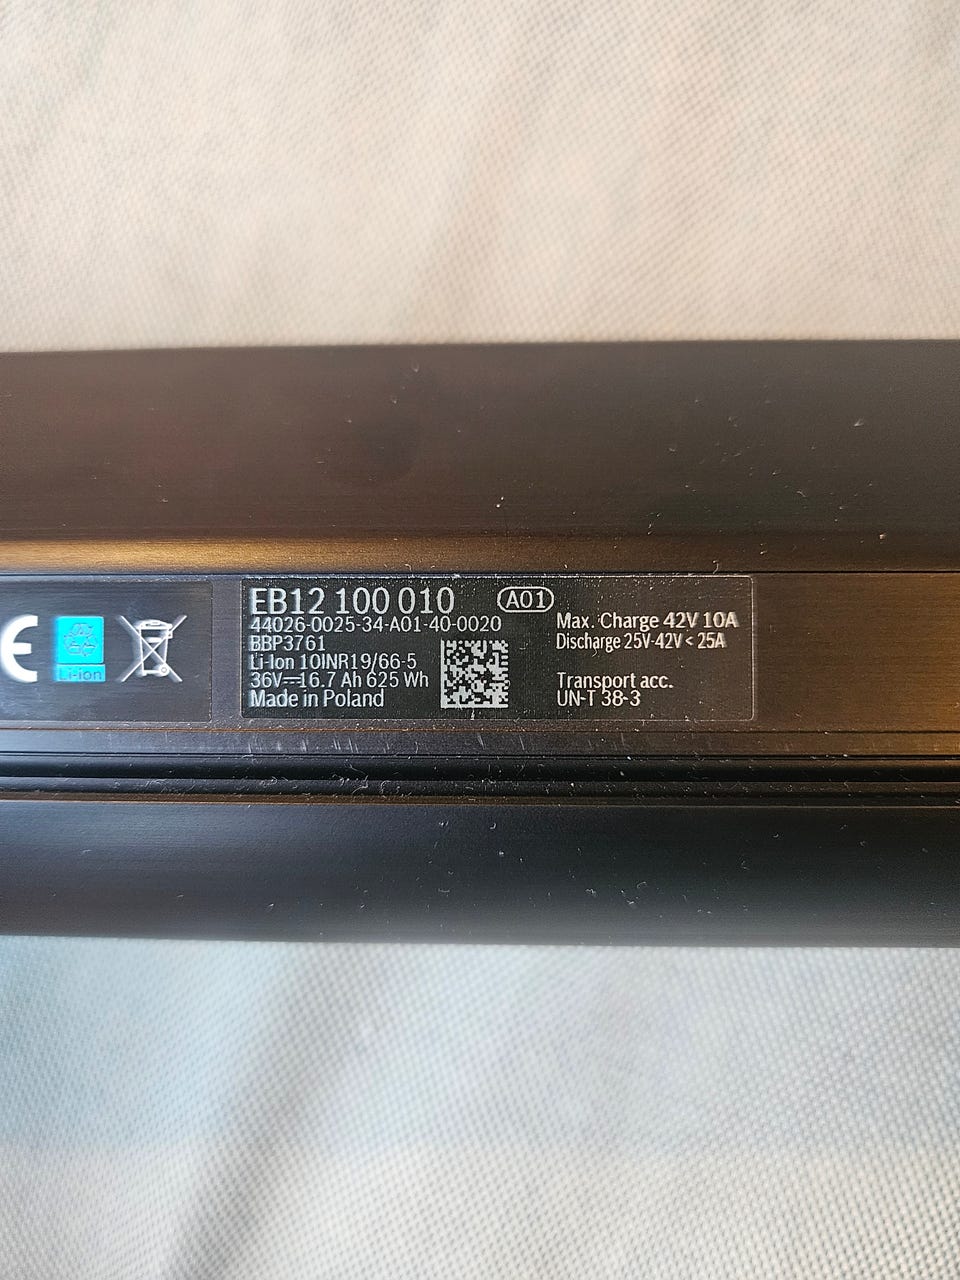 CE
Li-ion
EB12 100 010 A01
44026-0025-34-A01-40-0020
BBP3761
Li-Ion 10INR19/66-5
36V⎓16.7 Ah 625 Wh
Made in Poland
Max. Charge 42V 10A
Discharge 25V-42V < 25A
Transport acc.
UN-T 38-3